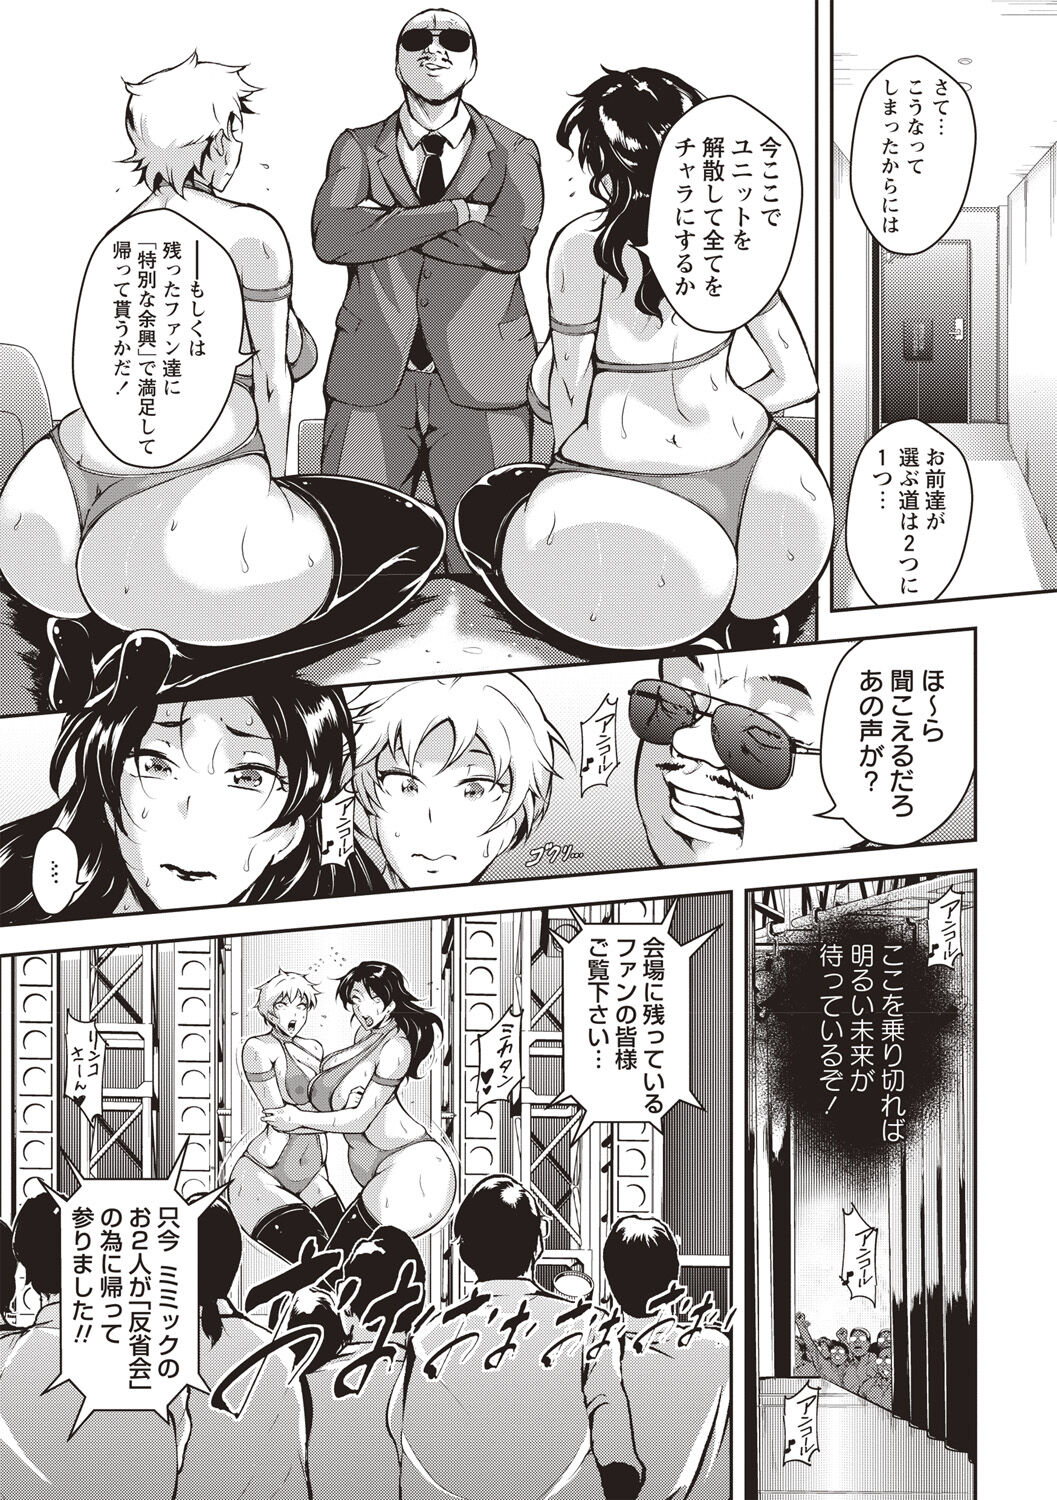 さて…
こうなって
しまったからには
お前達が
選ぶ道は2つに
1つ…
今ここで
ユニットを
解散して全てを
チャラにするか
――もしくは
残ったファン達に
「特別な余興」で満足して
帰って貰うかだ！
ほ～ら
聞こえるだろ
あの声が？
アンコール♪
アンコール♪
ゴクリ…
……
アンコール♪
ここを乗り切れば
明るい未来が
待っているぞ！
アンコール♪
アンコール♪
会場に残っている
ファンの皆様
ご覧下さい…
ミカタン♥♥
リンコ
さーん♥
只今 ミミックの
お2人が「反省会」
の為に帰って
参りました!!
おおおおおお